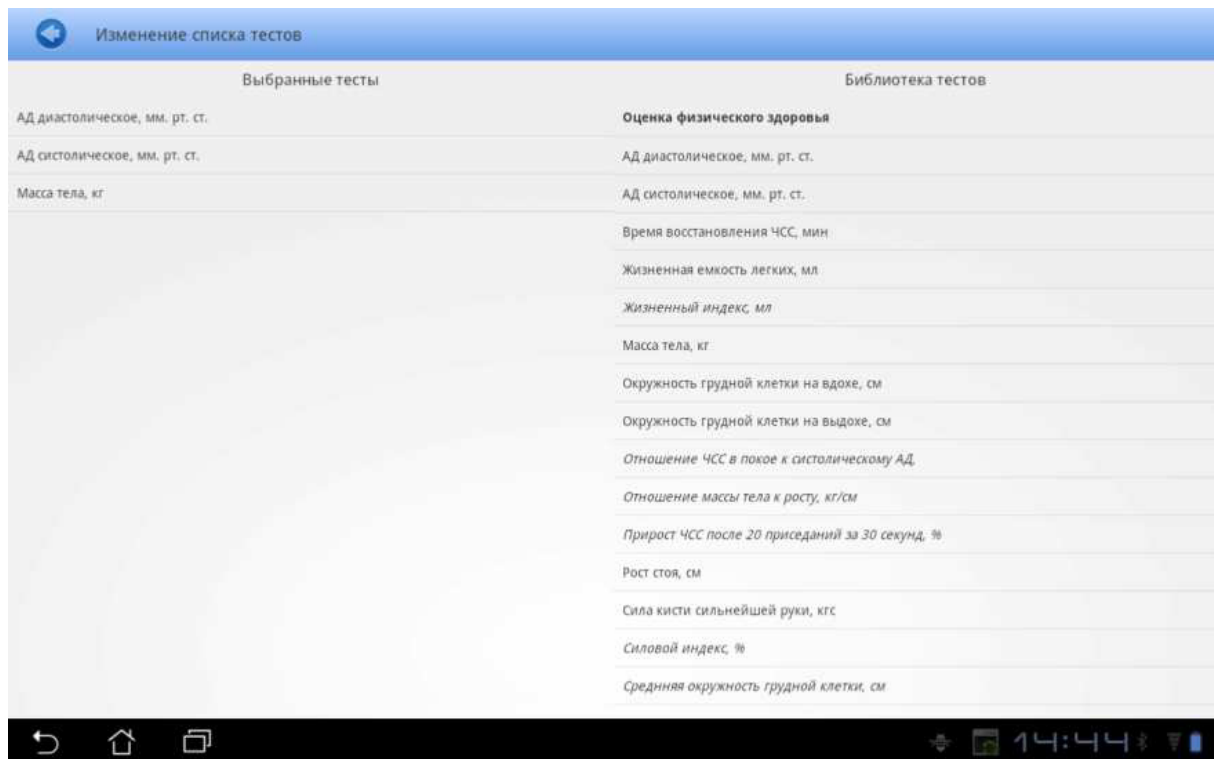 Изменение списка тестов
Выбранные тесты
АД диастолическое, мм. рт. ст.
АД систолическое, мм. рт. ст.
Масса тела, кг
Библиотека тестов
Оценка физического здоровья
АД диастолическое, мм. рт. ст.
АД систолическое, мм. рт. ст.
Время восстановления ЧСС, мин
Жизненная емкость легких, мл
Жизненный индекс, мл
Масса тела, кг
Окружность грудной клетки на вдохе, см
Окружность грудной клетки на выдохе, см
Отношение ЧСС в покое к систолическому АД,
Отношение массы тела к росту, кг/см
Прирост ЧСС после 20 приседаний за 30 секунд, %
Рост стоя, см
Сила кисти сильнейшей руки, кгс
Силовой индекс, %
Среднняя окружность грудной клетки, см
14:44